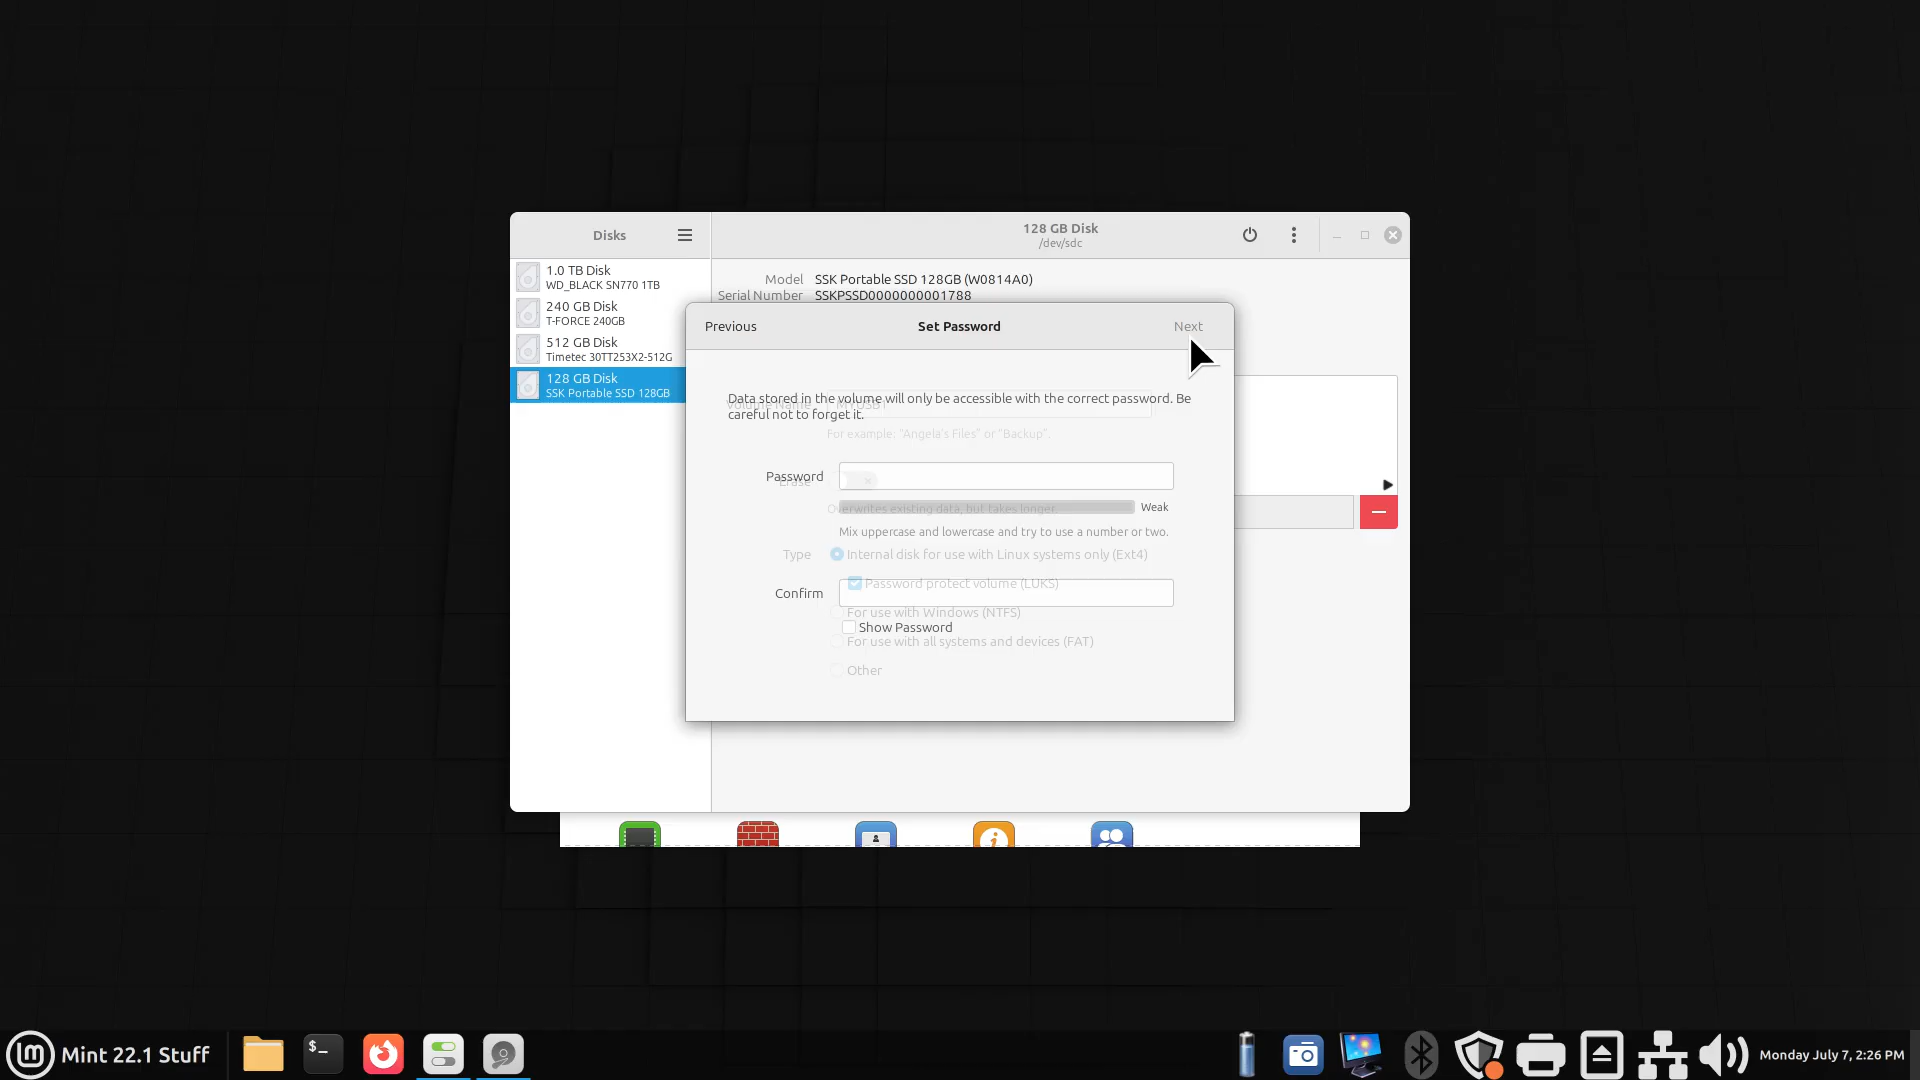 Disks
128 GB Disk
/dev/sdc
1.0 TB Disk
WD_BLACK SN770 1TB
240 GB Disk
T-FORCE 240GB
512 GB Disk
Timetec 30TT253X2-512G
128 GB Disk
SSK Portable SSD 128GB
Model SSK Portable SSD 128GB (W0814A0)
Serial Number SSKPSSD0000000001788
Previous
Set Password
Next
Data stored in the volume will only be accessible with the correct password. Be
careful not to forget it.
Volume Name
For example: "Angela's Files" or "Backup".
Password
Erase
Overwrites existing data, but takes longer.
Weak
Mix uppercase and lowercase and try to use a number or two.
Type Internal disk for use with Linux systems only (Ext4)
Password protect volume (LUKS)
Confirm
For use with Windows (NTFS)
Show Password
For use with all systems and devices (FAT)
Other
Mint 22.1 Stuff
$_
Monday July 7, 2:26 PM